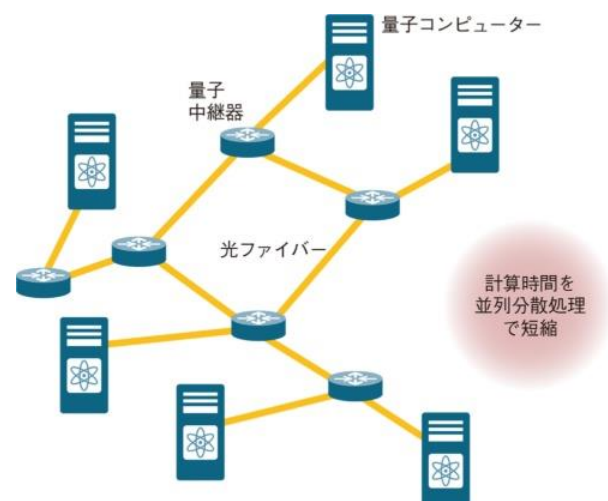 量子コンピューター
量子
中継器
光ファイバー
計算時間を
並列分散処理
で短縮